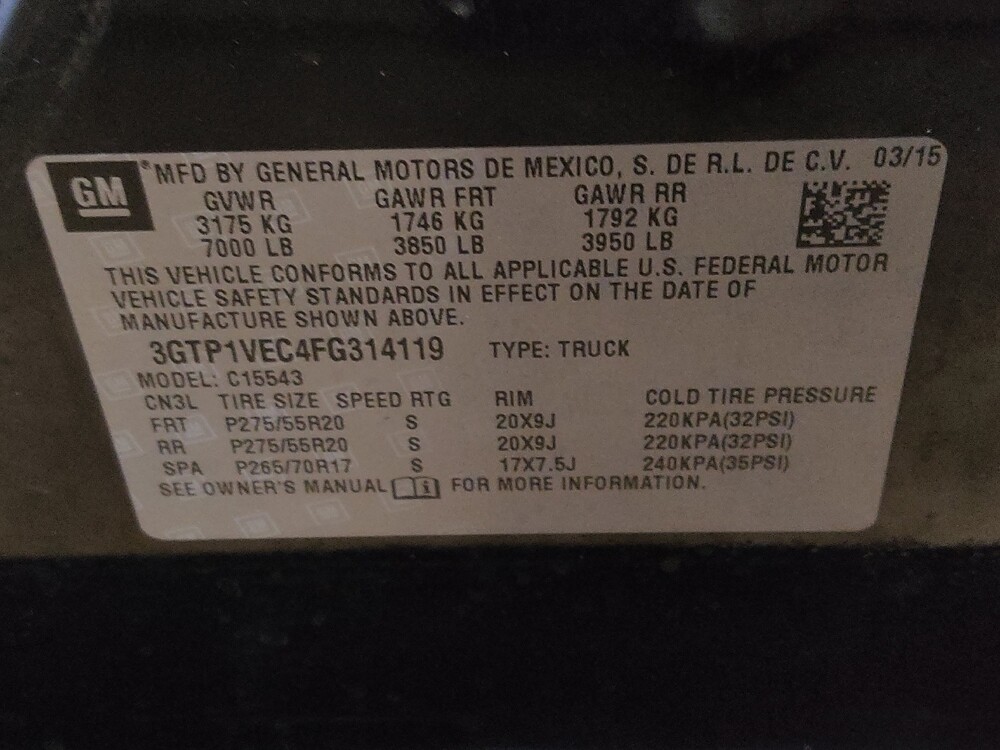 GM
®MFD BY GENERAL MOTORS DE MEXICO, S. DE R.L. DE C.V. 03/15
GVWR GAWR FRT GAWR RR
3175 KG 1746 KG 1792 KG
7000 LB 3850 LB 3950 LB
THIS VEHICLE CONFORMS TO ALL APPLICABLE U.S. FEDERAL MOTOR
VEHICLE SAFETY STANDARDS IN EFFECT ON THE DATE OF
MANUFACTURE SHOWN ABOVE.
3GTP1VEC4FG314119 TYPE: TRUCK
MODEL: C15543
CN3L TIRE SIZE SPEED RTG RIM COLD TIRE PRESSURE
FRT P275/55R20 S 20X9J 220KPA(32PSI)
RR P275/55R20 S 20X9J 220KPA(32PSI)
SPA P265/70R17 S 17X7.5J 240KPA(35PSI)
SEE OWNER'S MANUAL i FOR MORE INFORMATION.